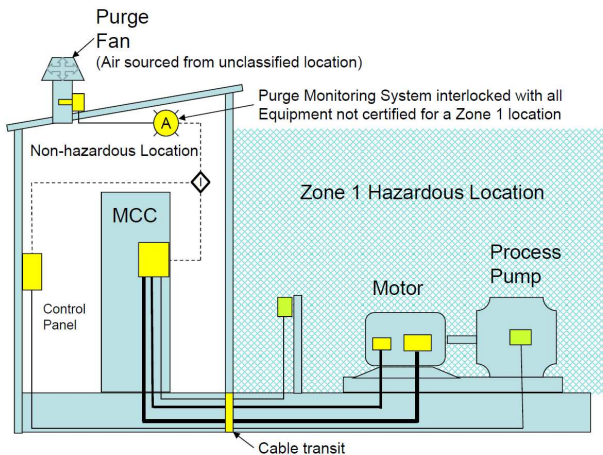 Purge
Fan
(Air sourced from unclassified location)
A
Purge Monitoring System interlocked with all
Equipment not certified for a Zone 1 location
Non-hazardous Location
I
Zone 1 Hazardous Location
MCC
Process
Pump
Motor
Control
Panel
Cable transit